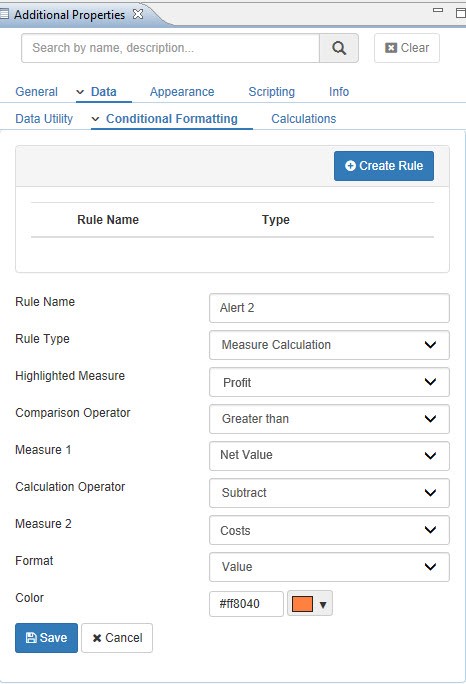 Additional Properties
Search by name, description...
Clear
General Data Appearance Scripting Info
Data Utility Conditional Formatting Calculations
Create Rule
Rule Name Type
Rule Name Alert 2
Rule Type Measure Calculation
Highlighted Measure Profit
Comparison Operator Greater than
Measure 1 Net Value
Calculation Operator Subtract
Measure 2 Costs
Format Value
Color #ff8040
Save Cancel